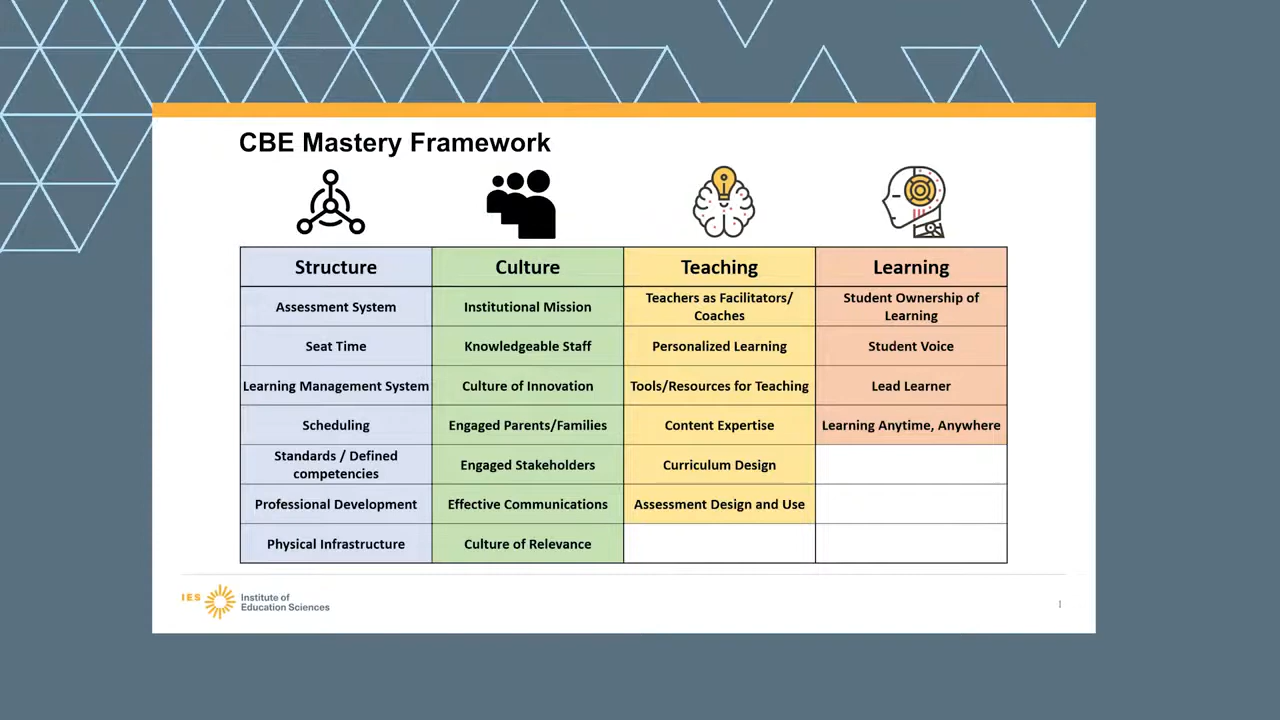 CBE Mastery Framework
Structure Culture Teaching Learning
Assessment System Institutional Mission Teachers as Facilitators/ Student Ownership of
Coaches Learning
Seat Time Knowledgeable Staff Personalized Learning Student Voice
Learning Management System Culture of Innovation Tools/Resources for Teaching Lead Learner
Scheduling Engaged Parents/Families Content Expertise Learning Anytime, Anywhere
Standards / Defined
competencies Engaged Stakeholders Curriculum Design
Professional Development Effective Communications Assessment Design and Use
Physical Infrastructure Culture of Relevance
IES Institute of
Education Sciences
1